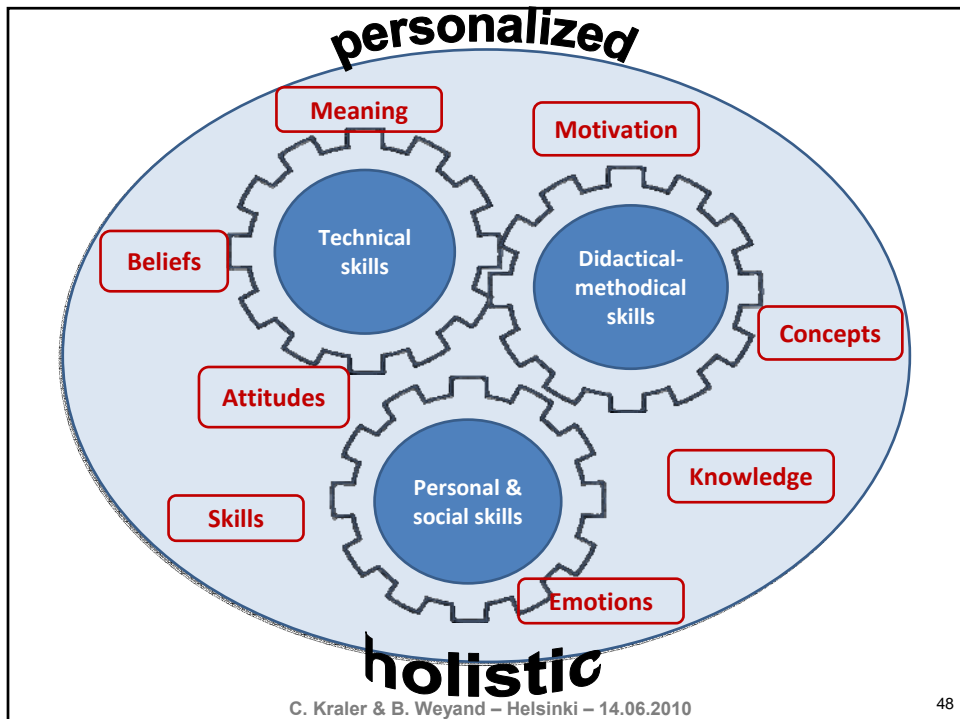 personalized
Meaning
Motivation
Technical
skills
Beliefs
Didactical-
methodical
skills
Concepts
Attitudes
Knowledge
Personal &
social skills
Skills
Emotions
holistic
C. Kraler & B. Weyand – Helsinki – 14.06.2010
48